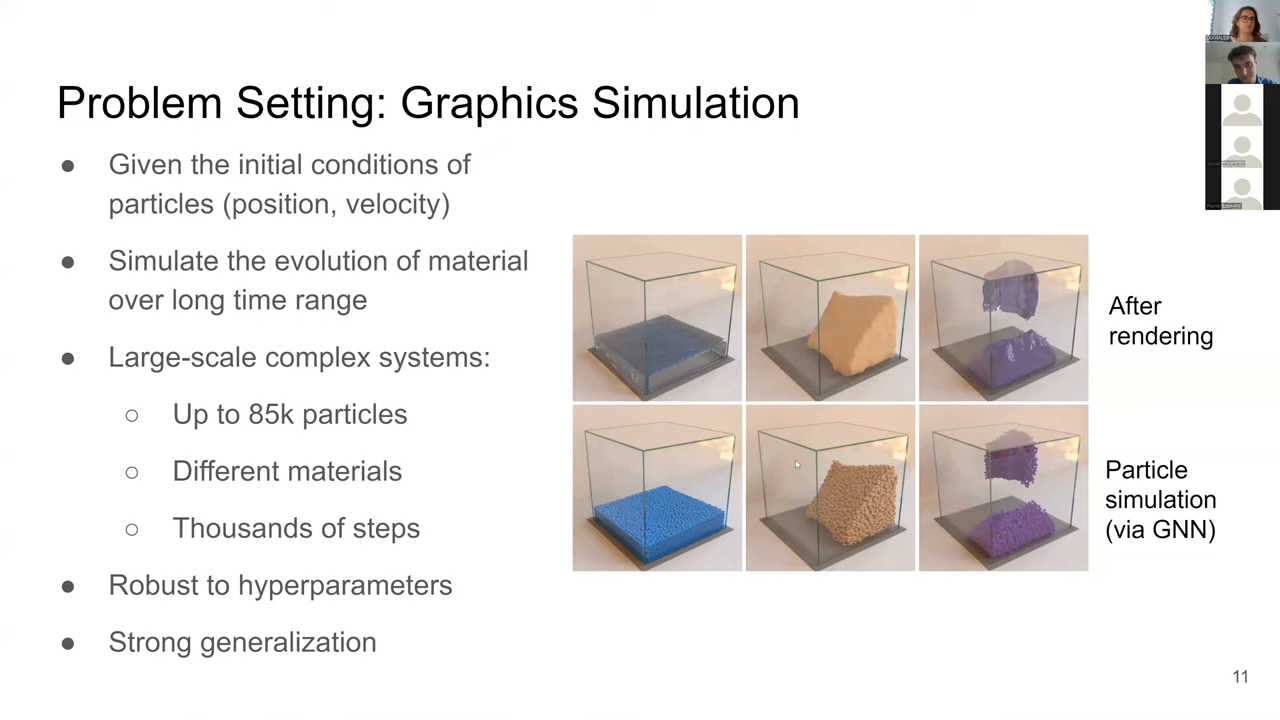 Problem Setting: Graphics Simulation
● Given the initial conditions of
particles (position, velocity)
● Simulate the evolution of material
over long time range
● Large-scale complex systems:
○ Up to 85k particles
○ Different materials
○ Thousands of steps
● Robust to hyperparameters
● Strong generalization
After
rendering
Particle
simulation
(via GNN)
11